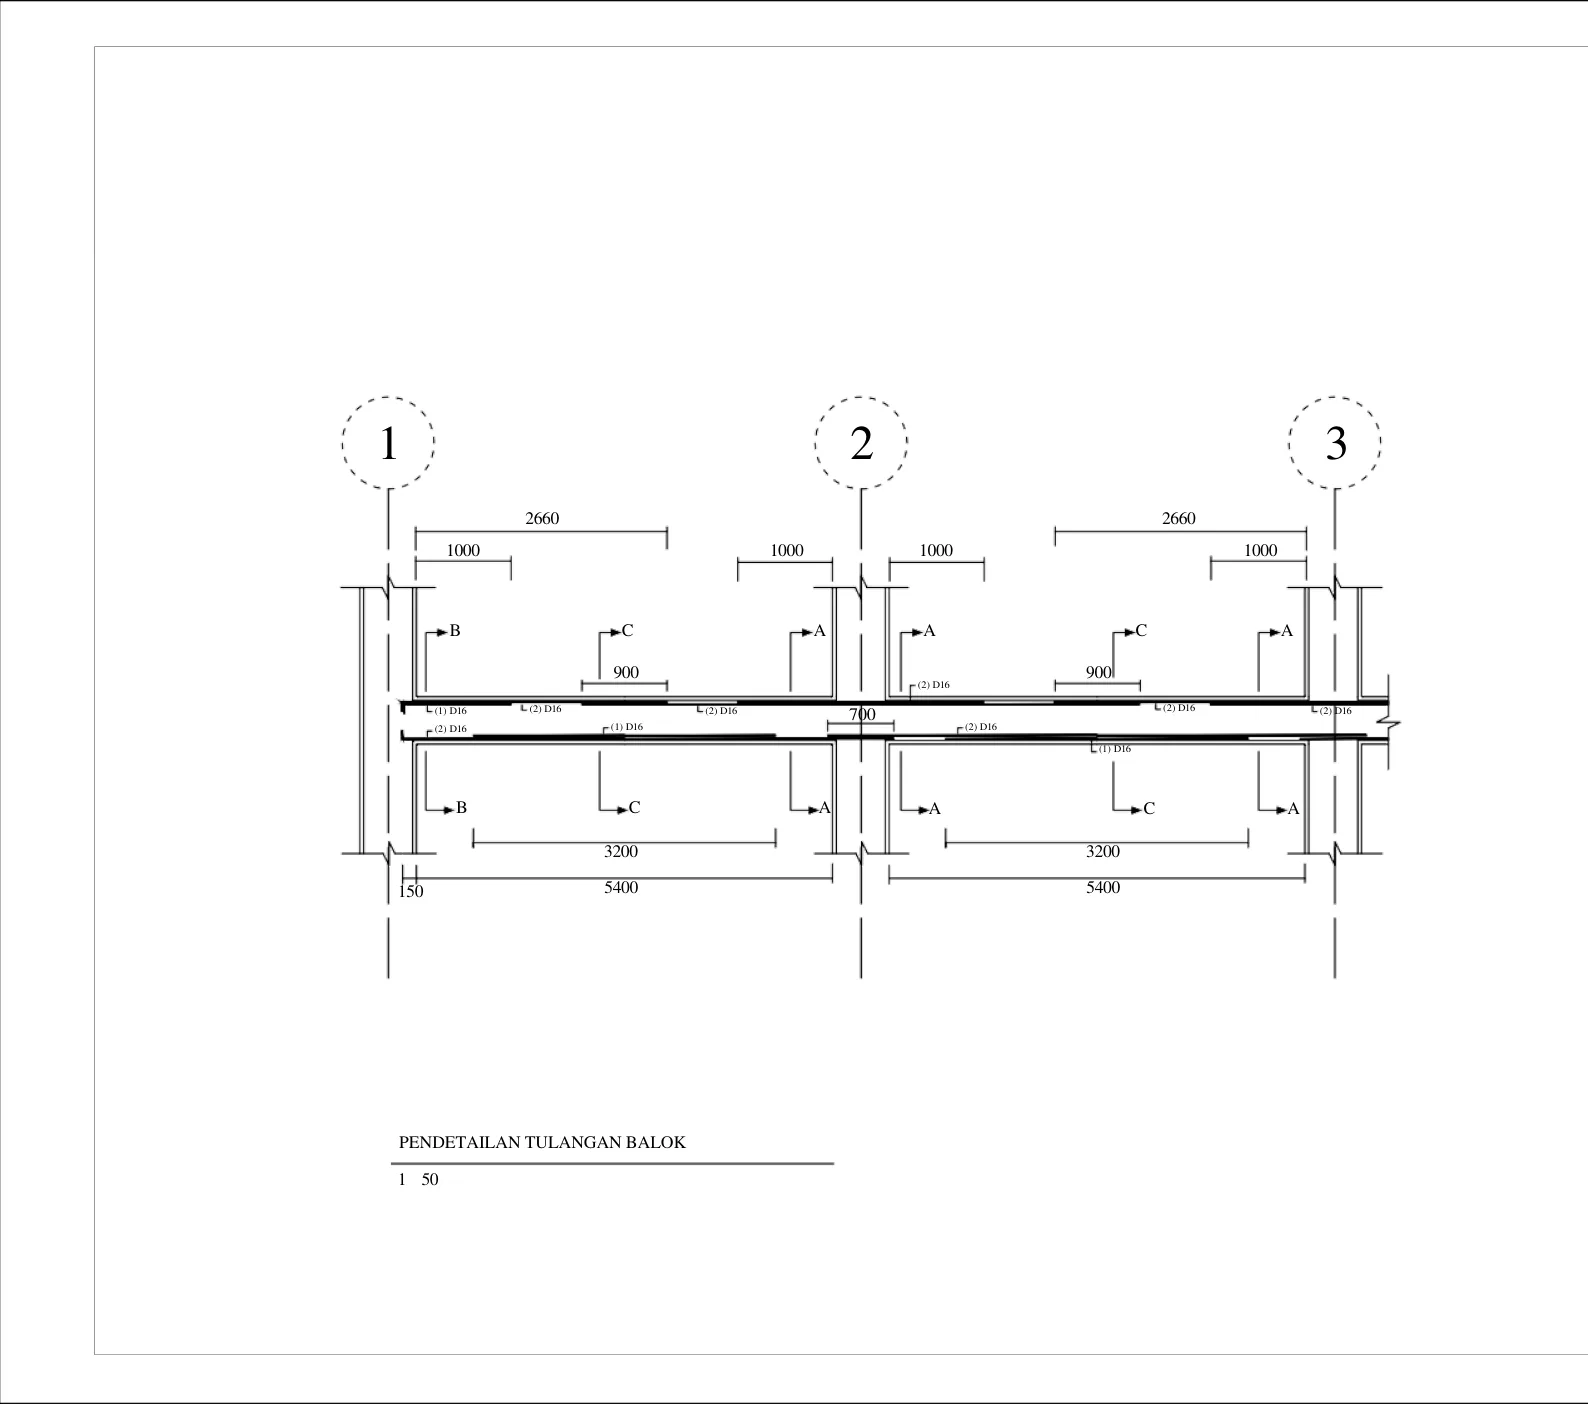 1 2 3
2660 2660
1000 1000 1000 1000
B C A A C A
900 900
(2) D16
(1) D16 (2) D16 (2) D16 (2) D16 (2) D16
700
(2) D16 (1) D16 (2) D16
(1) D16
B C A A C A
3200 3200
150 5400 5400
PENDETAILAN TULANGAN BALOK
1 50